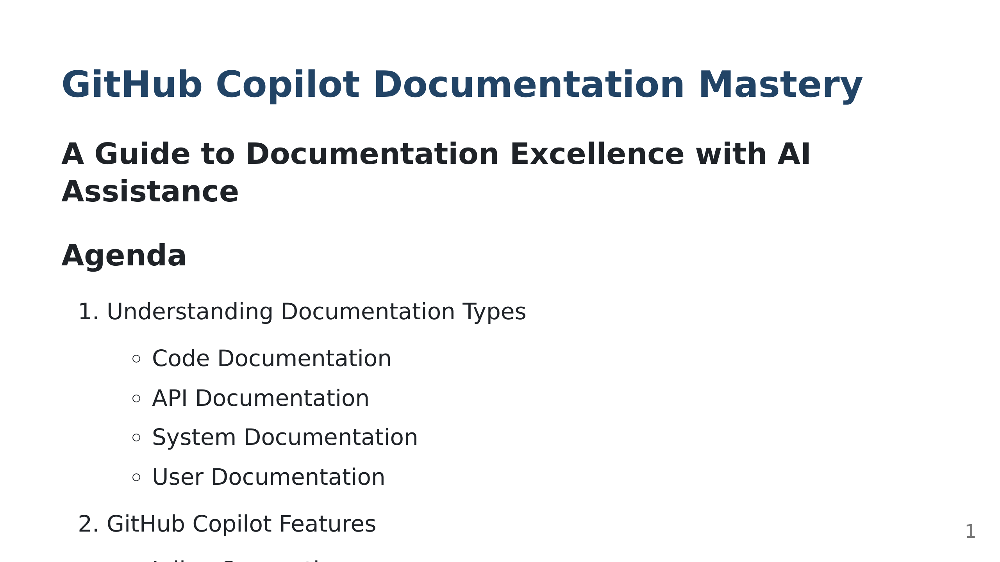 GitHub Copilot Documentation Mastery
A Guide to Documentation Excellence with AI
Assistance
Agenda
1. Understanding Documentation Types
◦ Code Documentation
◦ API Documentation
◦ System Documentation
◦ User Documentation
2. GitHub Copilot Features
1